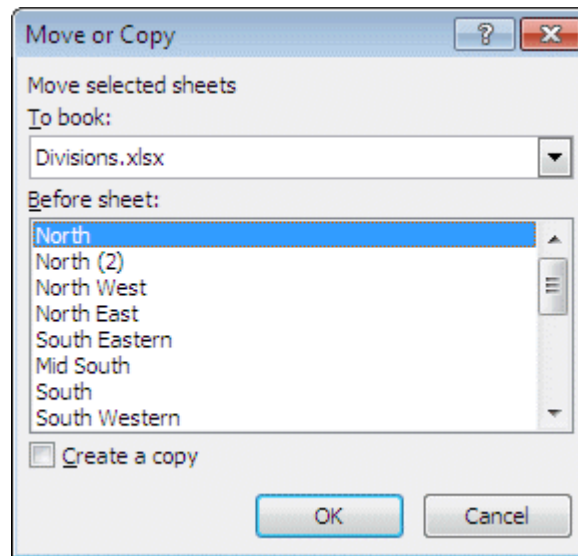 Move or Copy
Move selected sheets
To book:
Divisions.xlsx
Before sheet:
North
North (2)
North West
North East
South Eastern
Mid South
South
South Western
Create a copy
OK Cancel